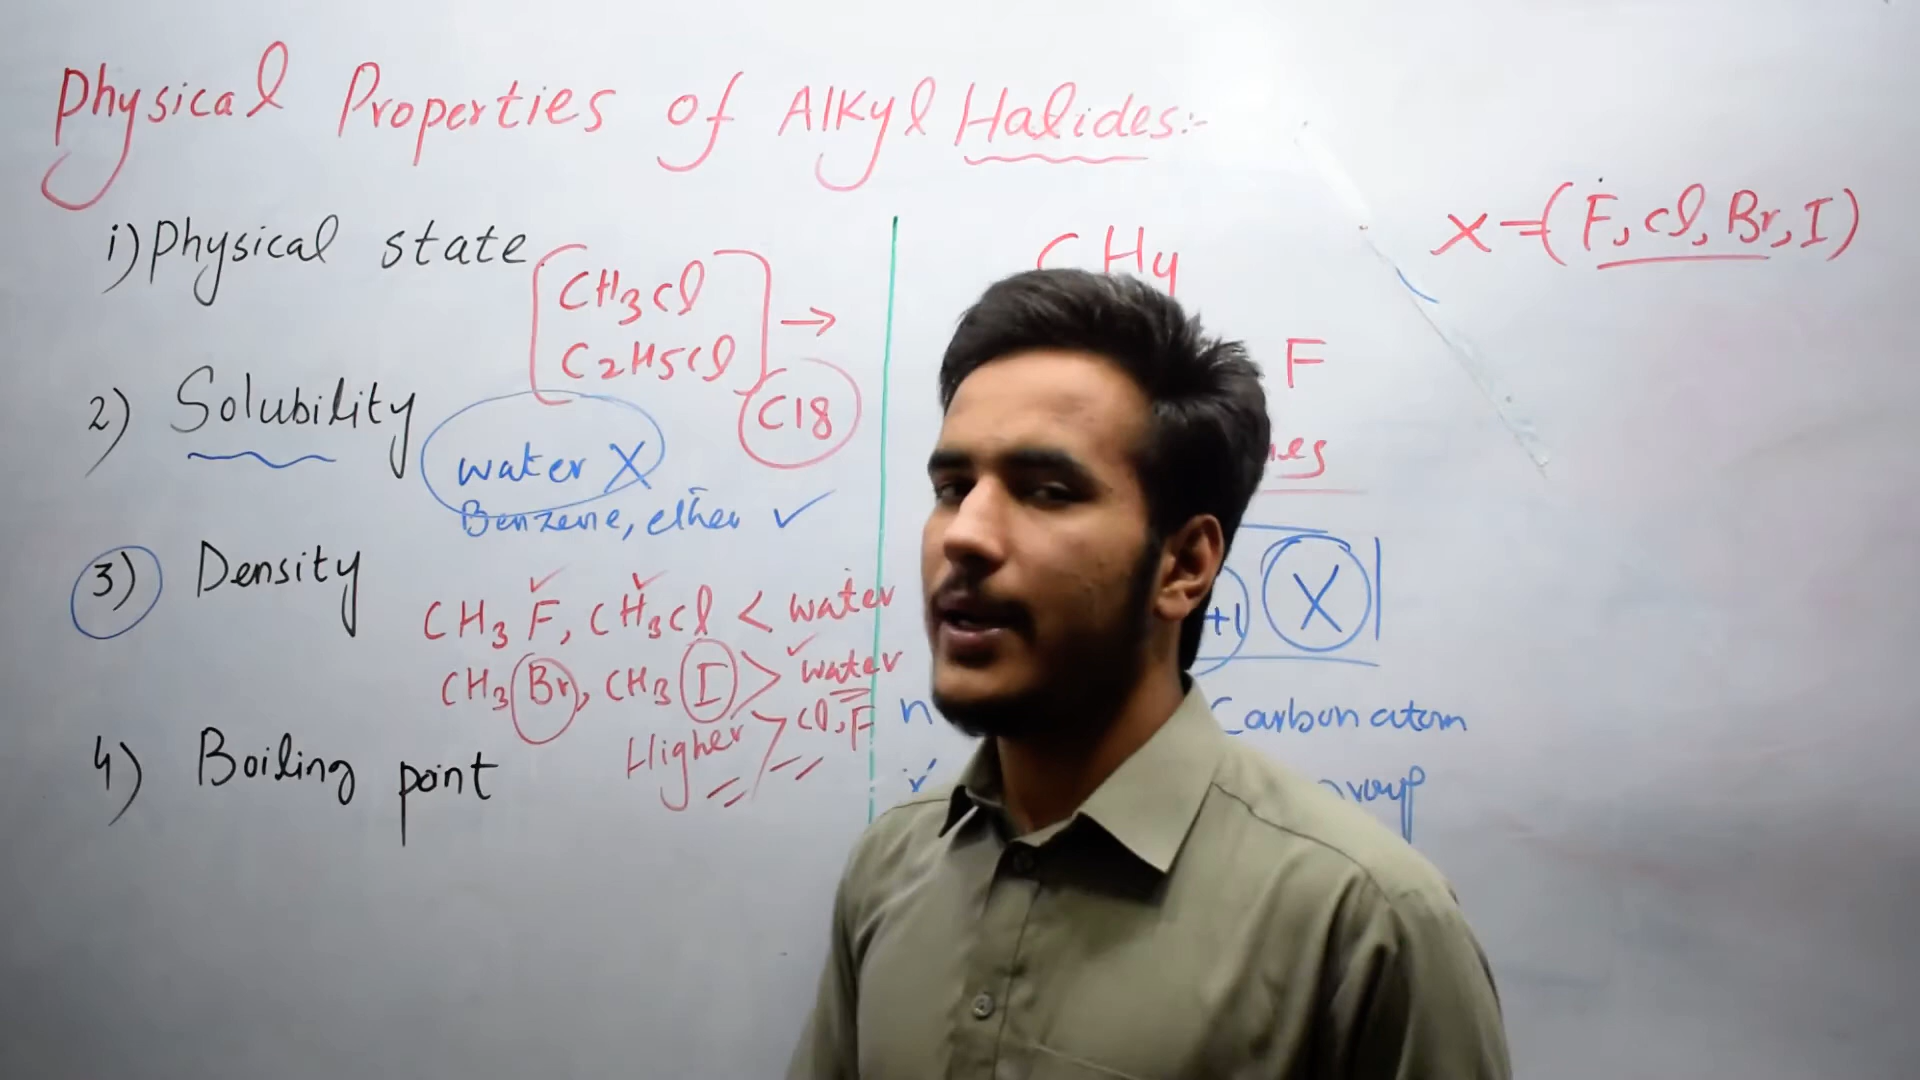 Physical Properties of Alkyl Halides:-
i) Physical state
CH3Cl
C2H5Cl
→
C18
2) Solubility
water X
Benzene, ether ✓
3) Density
CH3F, CH3Cl < water
CH3Br, CH3I > water
Higher > Cl, F
4) Boiling point
X=(F, Cl, Br, I)
CH4
F
+1 X
n
Carbon atom